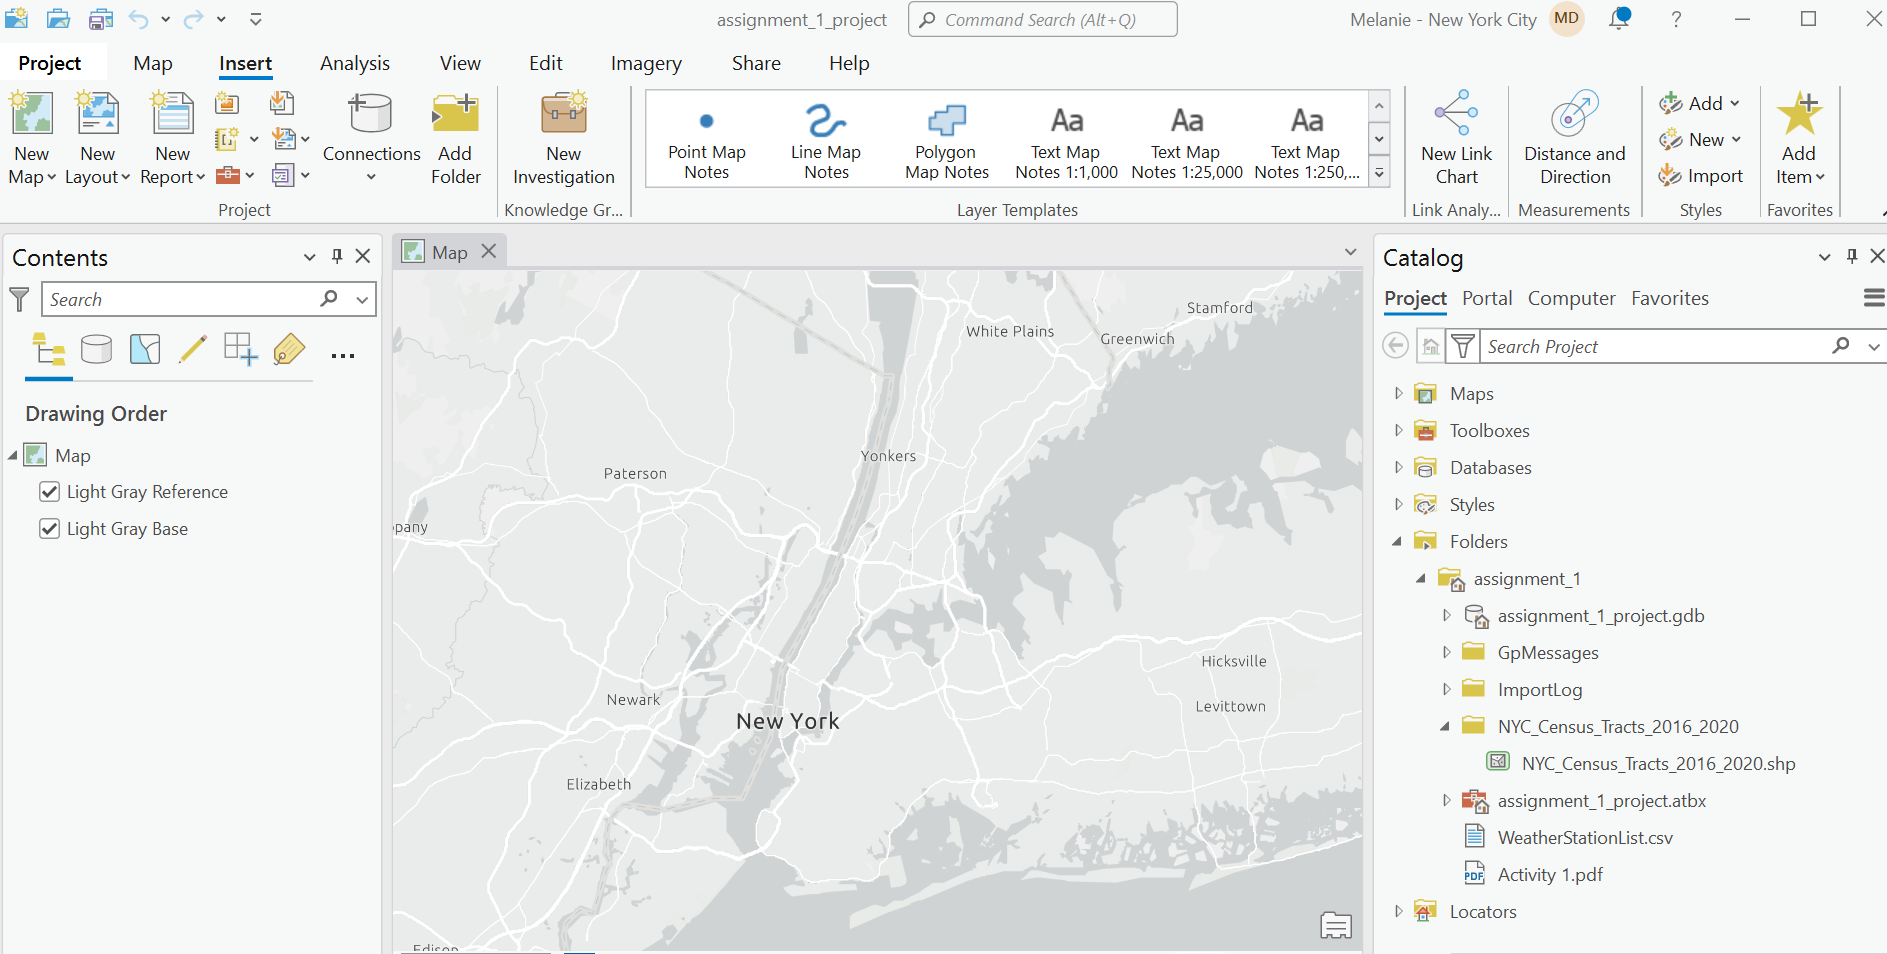 assignment_1_project
Command Search (Alt+Q)
Melanie - New York City
MD
?
Project
Map
Insert
Analysis
View
Edit
Imagery
Share
Help
New
Map
New
Layout
New
Report
Connections
Add
Folder
Project
New
Investigation
Knowledge Gr...
Point Map
Notes
Line Map
Notes
Polygon
Map Notes
Aa
Text Map
Notes 1:1,000
Aa
Text Map
Notes 1:25,000
Aa
Text Map
Notes 1:250,...
Layer Templates
New Link
Chart
Link Analy...
Distance and
Direction
Measurements
Add
New
Import
Styles
Add
Item
Favorites
Contents
Search
Drawing Order
Map
Light Gray Reference
Light Gray Base
Map
Stamford
White Plains
Greenwich
Yonkers
Paterson
pany
Hicksville
Newark
Levittown
New York
Elizabeth
Edison
Catalog
Project
Portal
Computer
Favorites
Search Project
Maps
Toolboxes
Databases
Styles
Folders
assignment_1
assignment_1_project.gdb
GpMessages
ImportLog
NYC_Census_Tracts_2016_2020
NYC_Census_Tracts_2016_2020.shp
assignment_1_project.atbx
WeatherStationList.csv
PDF
Activity 1.pdf
Locators